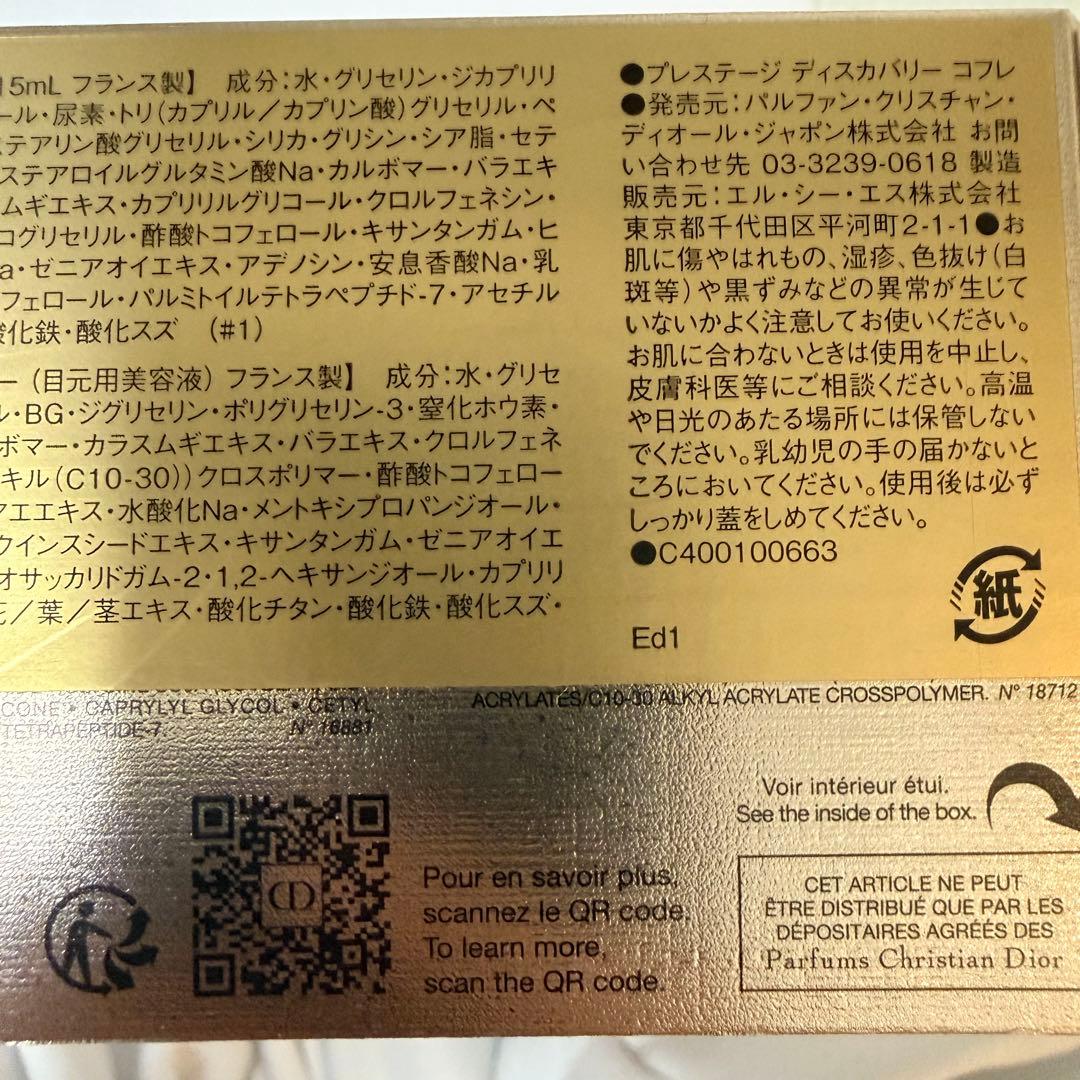 15mL フランス製】 成分：水・グリセリン・ジカプリリ
ール・尿素・トリ（カプリル／カプリン酸）グリセリル・ペ
ステアリン酸グリセリル・シリカ・グリシン・シア脂・セテ
ステアロイルグルタミン酸Na・カルボマー・バラエキ
ムギエキス・カプリリルグリコール・クロルフェネシン・
コグリセリル・酢酸トコフェロール・キサンタンガム・ヒ
a・ゼニアオイエキス・アデノシン・安息香酸Na・乳
フェロール・パルミトイルテトラペプチド-7・アセチル
酸化鉄・酸化スズ （#1）
ー（目元用美容液）フランス製】 成分：水・グリセ
ル・BG・ジグリセリン・ポリグリセリン-3・窒化ホウ素・
ボマー・カラスムギエキス・バラエキス・クロルフェネ
キル（C10-30））クロスポリマー・酢酸トコフェロー
アエエキス・水酸化Na・メントキシプロパンジオール・
ウインスシードエキス・キサンタンガム・ゼニアオイエ
オサッカリドガム-2・1,2-ヘキサンジオール・カプリリ
花／葉／茎エキス・酸化チタン・酸化鉄・酸化スズ・
●プレステージ ディスカバリー コフレ
●発売元：パルファン・クリスチャン・
ディオール・ジャポン株式会社 お問
い合わせ先 03-3239-0618 製造
販売元：エル・シー・エス株式会社
東京都千代田区平河町2-1-1●お
肌に傷やはれもの、湿疹、色抜け（白
斑等）や黒ずみなどの異常が生じて
いないかよく注意してお使いください。
お肌に合わないときは使用を中止し、
皮膚科医等にご相談ください。高温
や日光のあたる場所には保管しない
でください。乳幼児の手の届かないと
ころにおいてください。使用後は必ず
しっかり蓋をしめてください。
●C400100663
紙
Ed1
CONE • CAPRYLYL GLYCOL • CETY
TETRAPEPTIDE-7. N° 18881
ACRYLATES/C10-30 ALKYL ACRYLATE CROSSPOLYMER. N° 18712
Voir intérieur étui.
See the inside of the box.
CD
Pour en savoir plus,
scannez le QR code.
To learn more,
scan the QR code.
CET ARTICLE NE PEUT
ÊTRE DISTRIBUÉ QUE PAR LES
DÉPOSITAIRES AGRÉÉS DES
Parfums Christian Dior